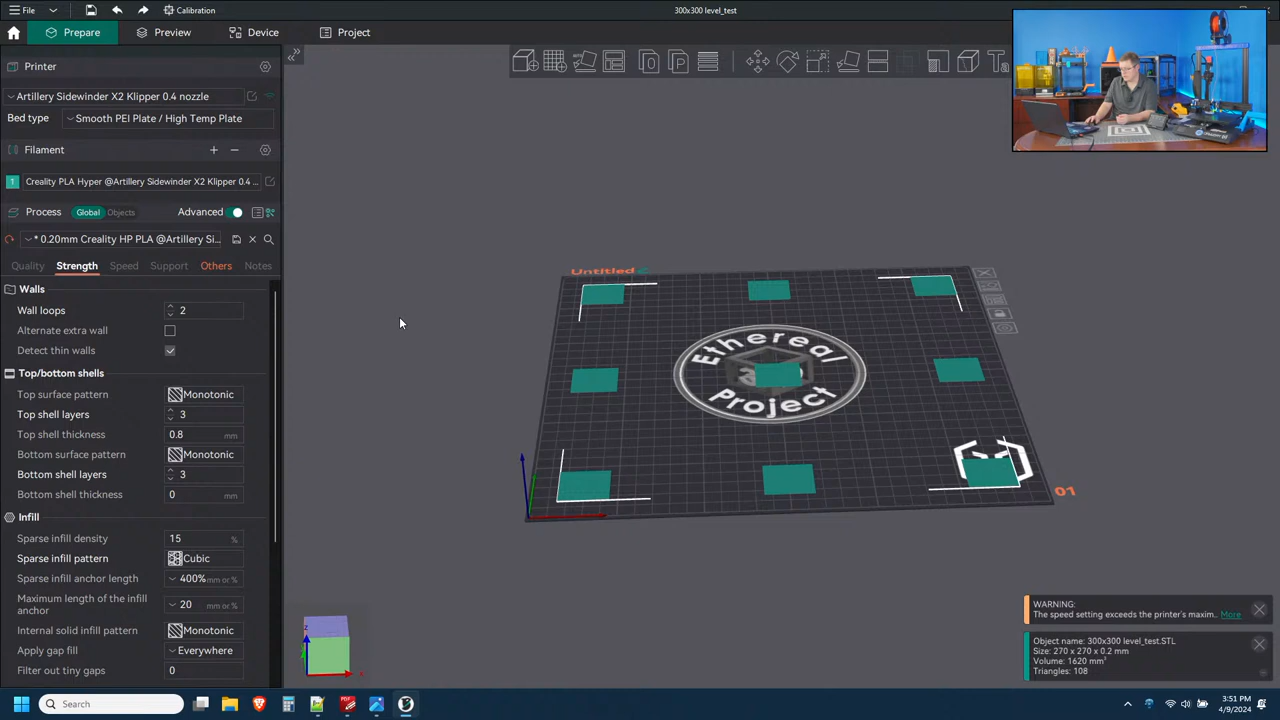 File
Calibration
300x300 level_test
Prepare
Preview
Device
Project
Printer
Artillery Sidewinder X2 Klipper 0.4 nozzle
Bed type
Smooth PEI Plate / High Temp Plate
Filament
1
Creality PLA Hyper @Artillery Sidewinder X2 Klipper 0.4 ...
Process
Global
Objects
Advanced
* 0.20mm Creality HP PLA @Artillery Si...
Quality
Strength
Speed
Support
Others
Notes
Walls
Wall loops
2
Alternate extra wall
Detect thin walls
Top/bottom shells
Top surface pattern
Monotonic
Top shell layers
3
Top shell thickness
0.8
mm
Bottom surface pattern
Monotonic
Bottom shell layers
3
Bottom shell thickness
0
mm
Infill
Sparse infill density
15
%
Sparse infill pattern
Cubic
Sparse infill anchor length
400%
mm or %
Maximum length of the infill
anchor
20
mm or %
Internal solid infill pattern
Monotonic
Apply gap fill
Everywhere
Filter out tiny gaps
0
Untitled
Ethereal
Project
01
z
x
WARNING:
The speed setting exceeds the printer's maxim..
More
Object name: 300x300 level_test.STL
Size: 270 x 270 x 0.2 mm
Volume: 1620 mm³
Triangles: 108
Search
3:51 PM
4/9/2024